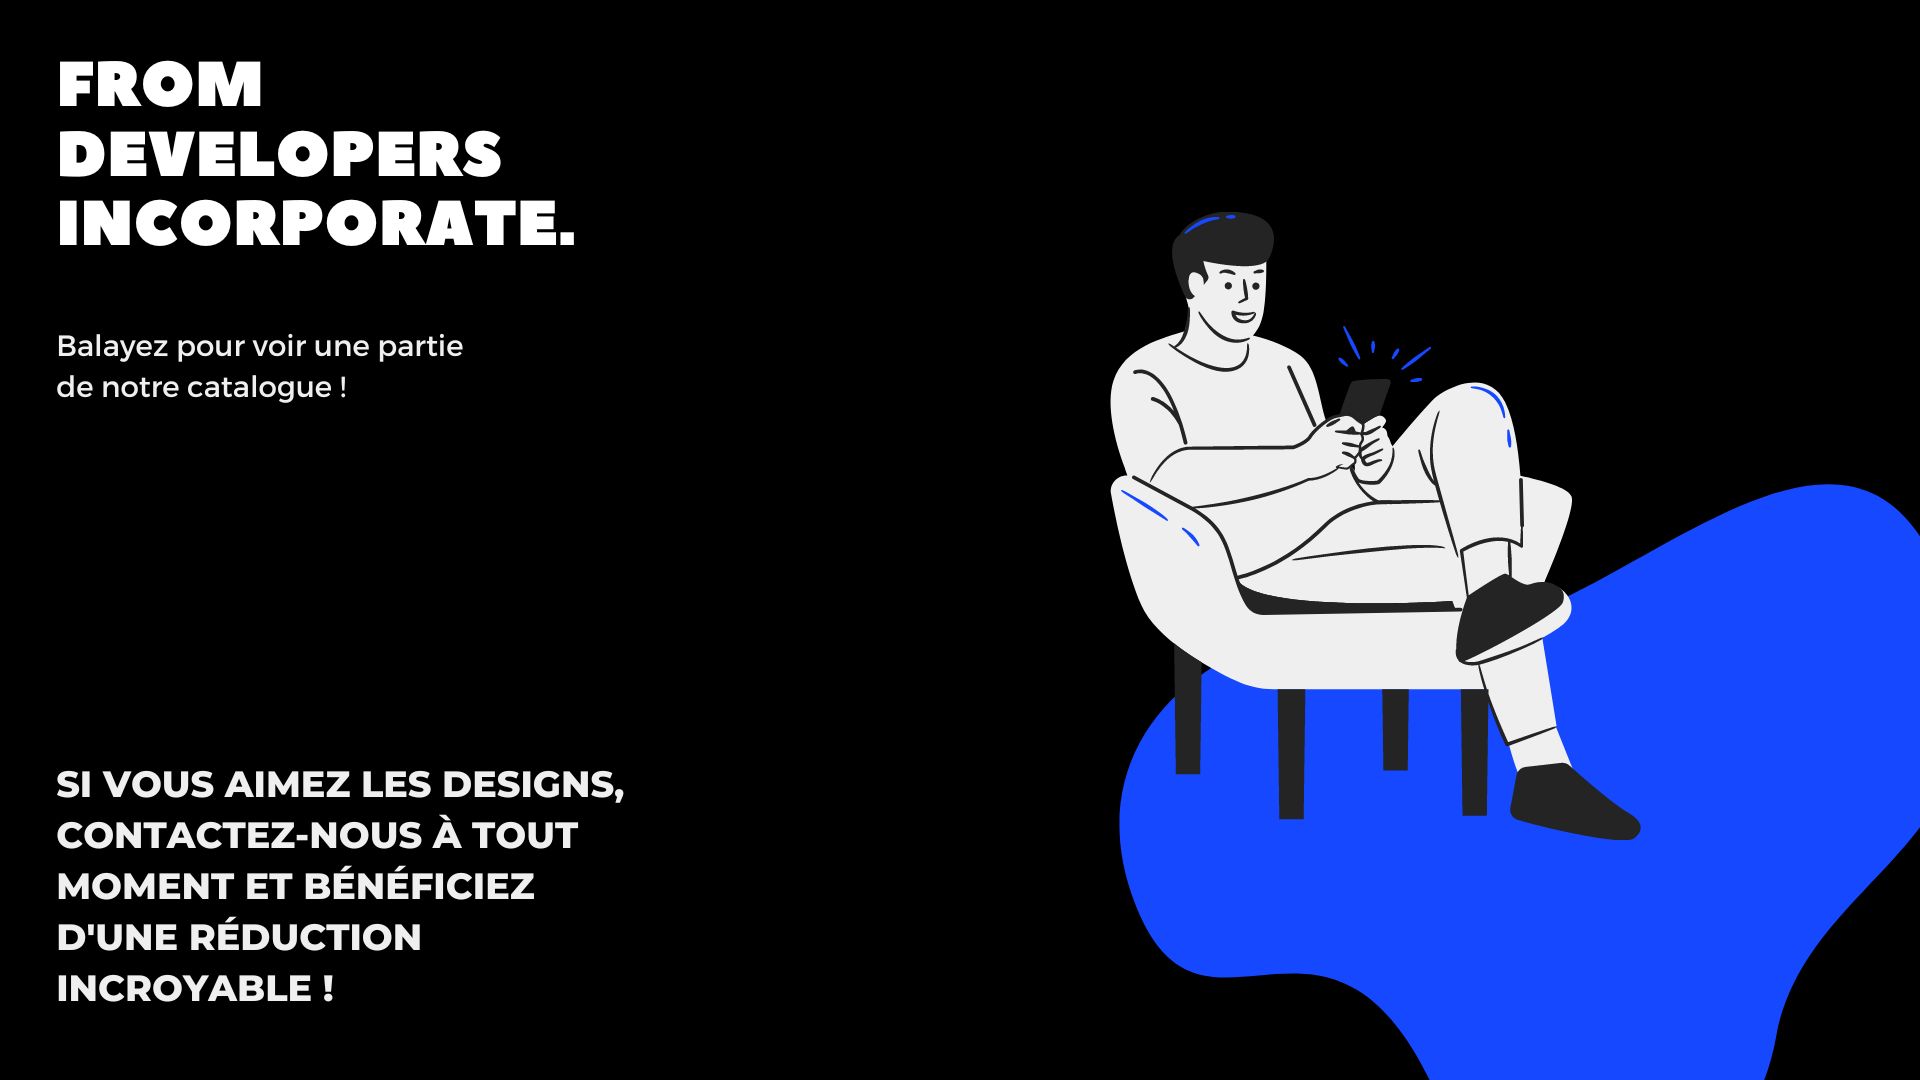 FROM
DEVELOPERS
INCORPORATE.
Balayez pour voir une partie
de notre catalogue !
SI VOUS AIMEZ LES DESIGNS,
CONTACTEZ-NOUS À TOUT
MOMENT ET BÉNÉFICIEZ
D'UNE RÉDUCTION
INCROYABLE !